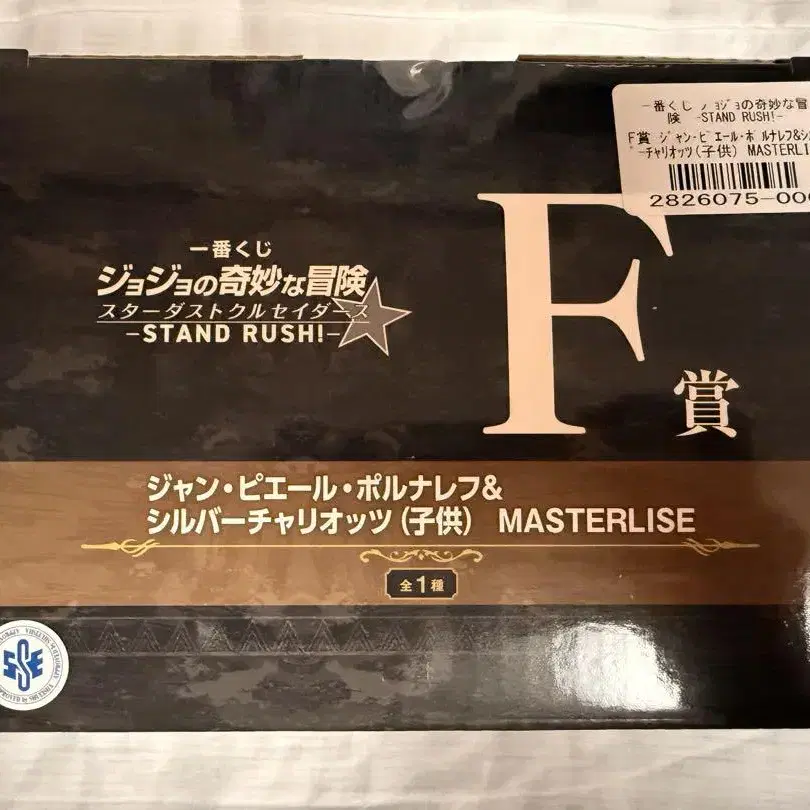 一番くじ ジョジョの奇妙な冒
険 -STAND RUSH!-
F賞 ジャン・ピエール・ポルナレフ&シル
バーチャリオッツ(子供) MASTERLIS
2826075-00
一番くじ
ジョジョの奇妙な冒険
スターダストクルセイダース
-STAND RUSH!-
F賞
ジャン・ピエール・ポルナレフ&
シルバーチャリオッツ(子供) MASTERLISE
全1種